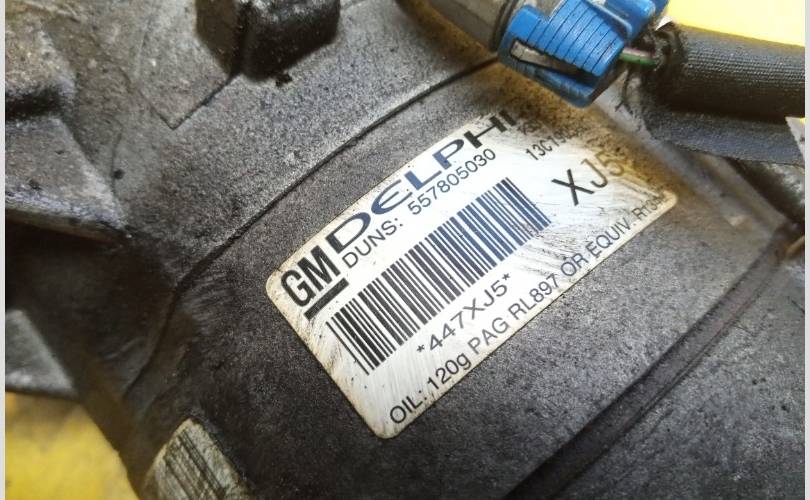 GM DELPHI
DUNS: 557805030
XJ5
*447XJ5*
OIL: 120g PAG RL897 OR EQUIV.